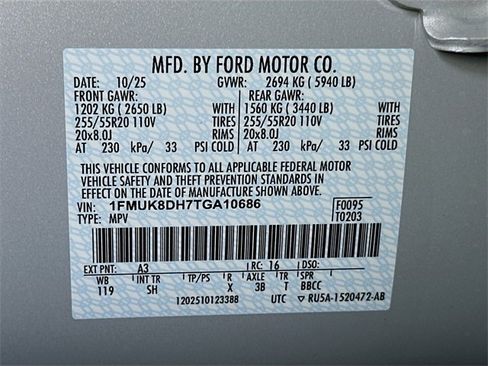 MFD. BY FORD MOTOR CO.
DATE: 10/25 GVWR: 2694 KG ( 5940 LB)
FRONT GAWR: REAR GAWR:
1202 KG ( 2650 LB) WITH 1560 KG ( 3440 LB) WITH
255/55R20 110V TIRES 255/55R20 110V TIRES
20x8.0J RIMS 20x8.0J RIMS
AT 230 kPa/ 33 PSI COLD AT 230 kPa/ 33 PSI COLD
THIS VEHICLE CONFORMS TO ALL APPLICABLE FEDERAL MOTOR
VEHICLE SAFETY AND THEFT PREVENTION STANDARDS IN
EFFECT ON THE DATE OF MANUFACTURE SHOWN ABOVE.
VIN: 1FMUK8DH7TGA10686 F0095
TYPE: MPV T0203
EXT PNT: A3 RC: 16 DSO:
WB INT TR TP/PS R AXLE TR SPR
119 SH X 3B T BBCC
1202510123388 UTC ▽ RU5A-1520472-AB